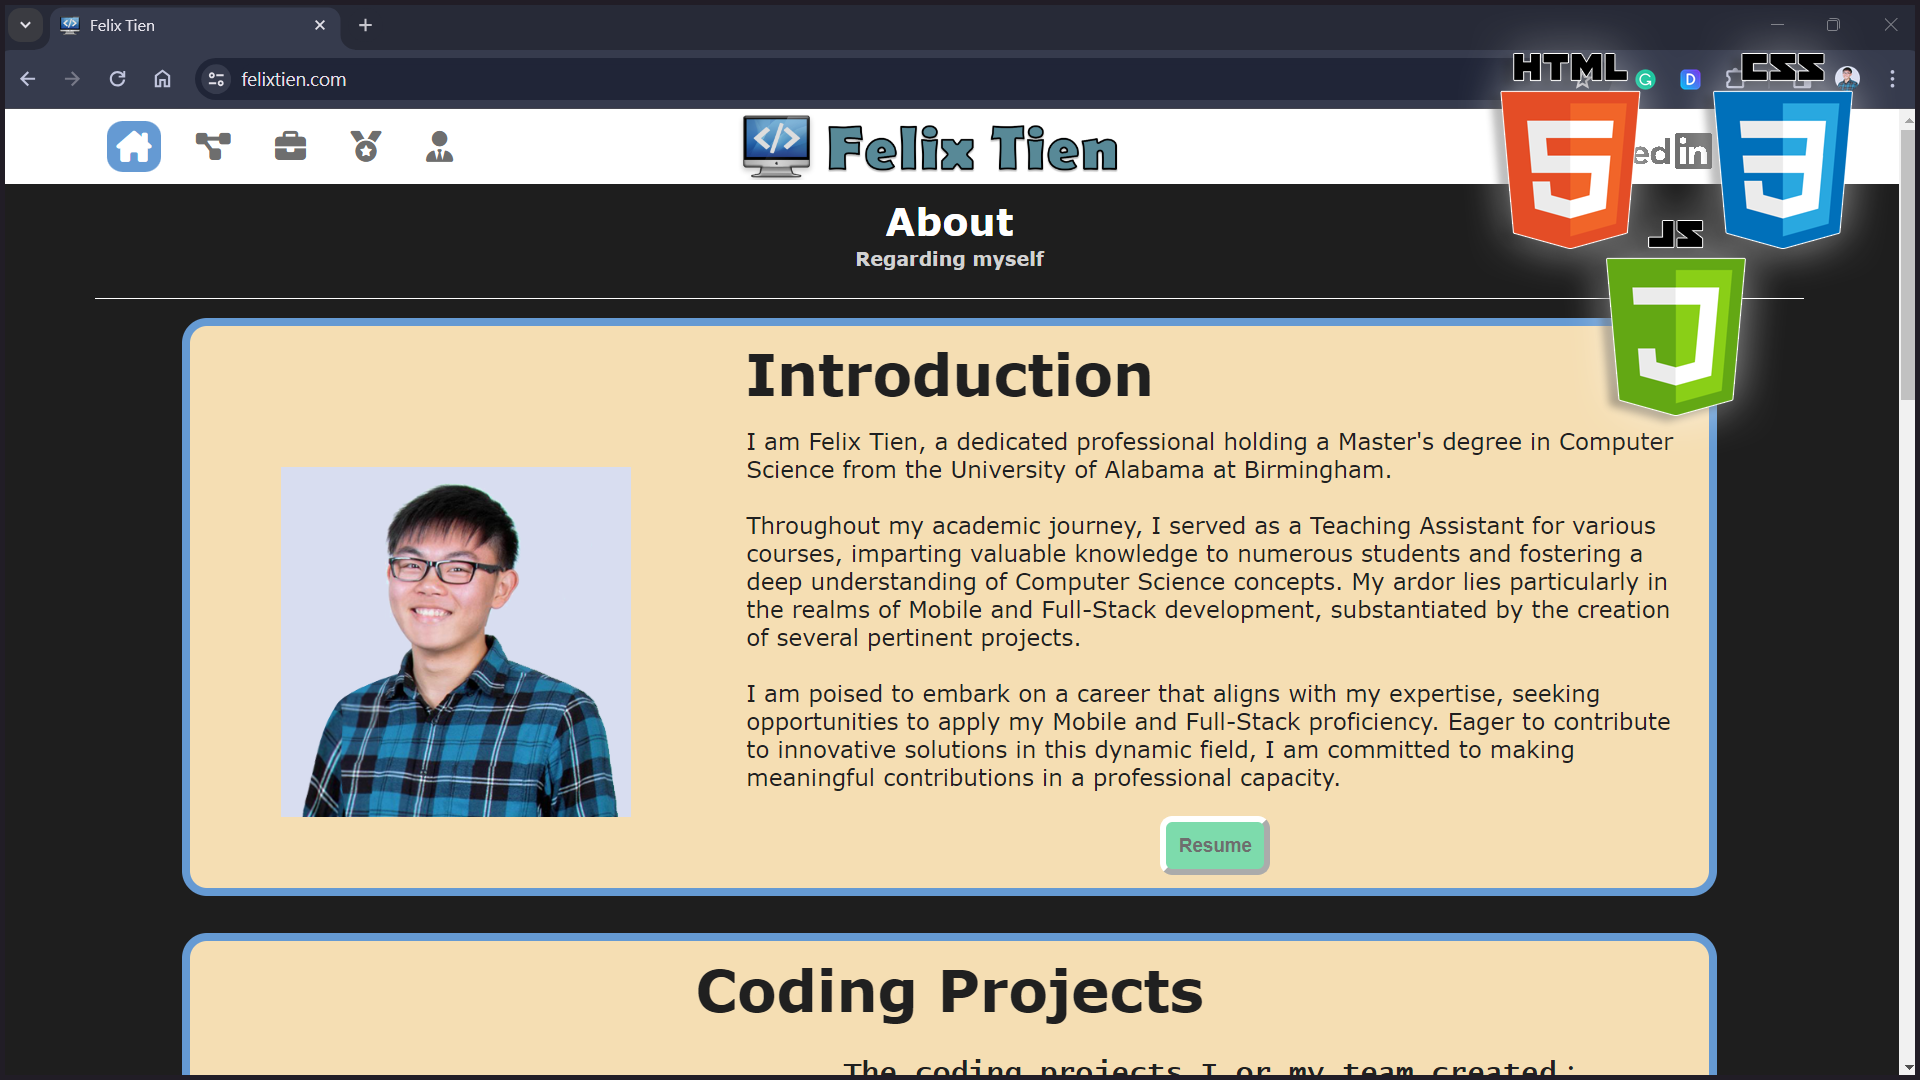 Felix Tien
felixtien.com
HTML
CSS
Felix Tien
ed in
JS
About
Regarding myself
Introduction
I am Felix Tien, a dedicated professional holding a Master's degree in Computer
Science from the University of Alabama at Birmingham.
Throughout my academic journey, I served as a Teaching Assistant for various
courses, imparting valuable knowledge to numerous students and fostering a
deep understanding of Computer Science concepts. My ardor lies particularly in
the realms of Mobile and Full-Stack development, substantiated by the creation
of several pertinent projects.
I am poised to embark on a career that aligns with my expertise, seeking
opportunities to apply my Mobile and Full-Stack proficiency. Eager to contribute
to innovative solutions in this dynamic field, I am committed to making
meaningful contributions in a professional capacity.
Resume
Coding Projects
The coding projects I or my team created: